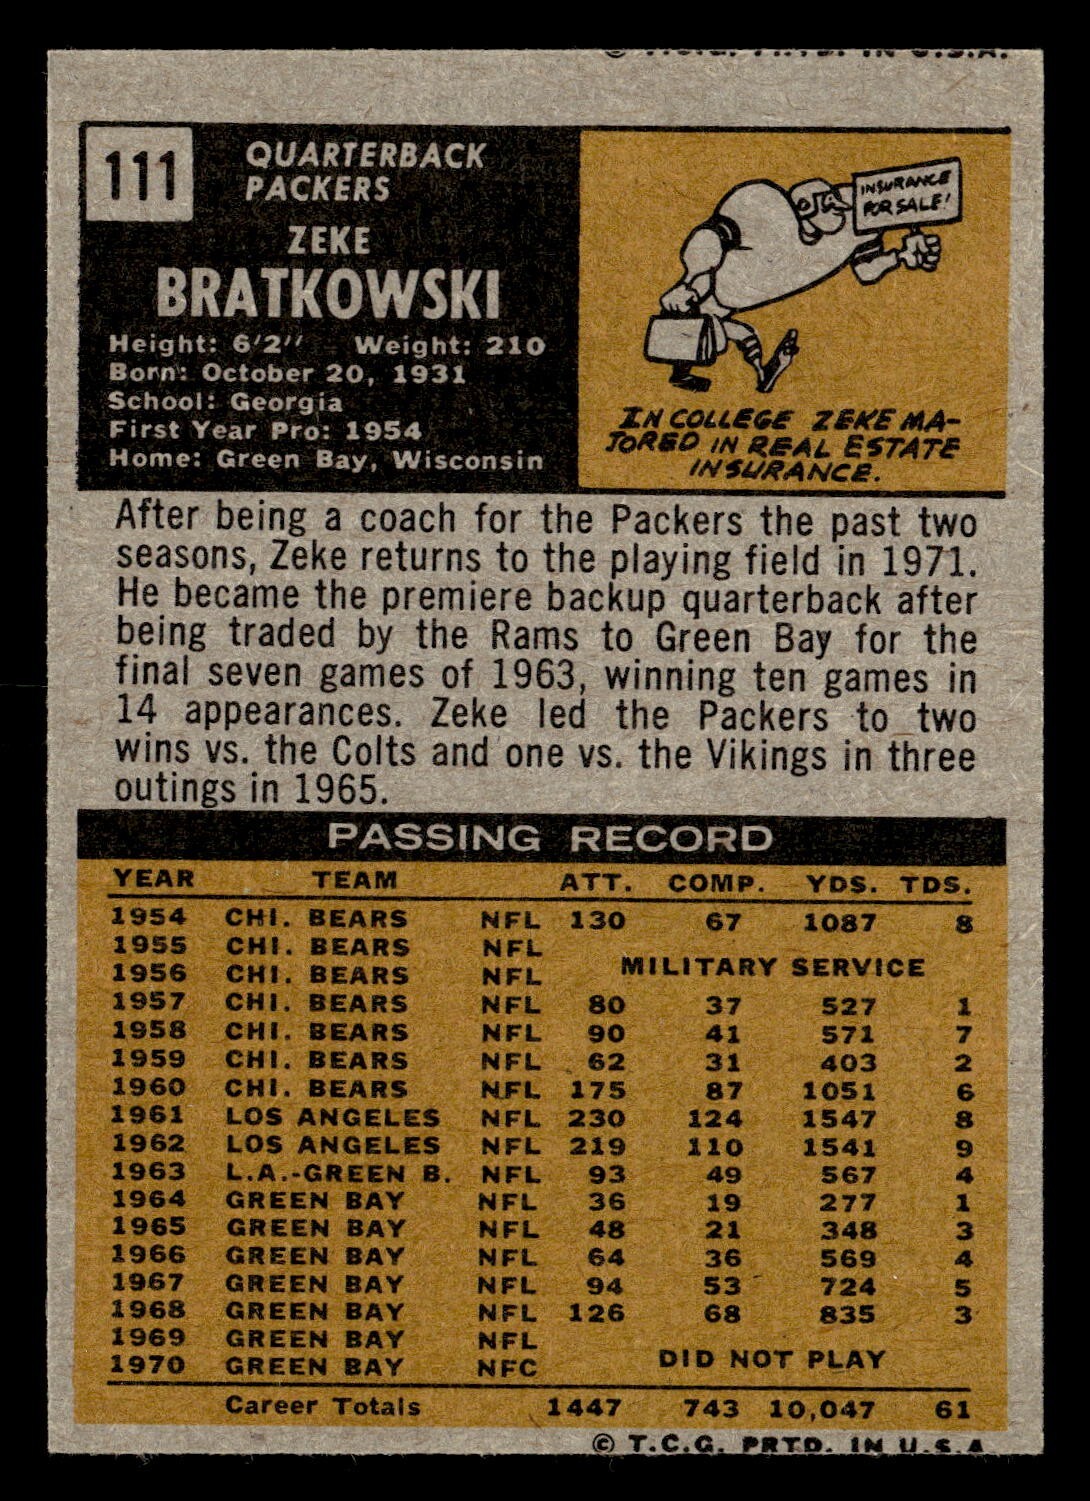 IN U.S.A.
111
QUARTERBACK
PACKERS
ZEKE
BRATKOWSKI
Height: 6'2'' Weight: 210
Born: October 20, 1931
School: Georgia
First Year Pro: 1954
Home: Green Bay, Wisconsin
INSURANCE
FOR SALE!
IN COLLEGE ZEKE MA-
JORED IN REAL ESTATE
INSURANCE.
After being a coach for the Packers the past two
seasons, Zeke returns to the playing field in 1971.
He became the premiere backup quarterback after
being traded by the Rams to Green Bay for the
final seven games of 1963, winning ten games in
14 appearances. Zeke led the Packers to two
wins vs. the Colts and one vs. the Vikings in three
outings in 1965.
PASSING RECORD
YEAR TEAM ATT. COMP. YDS. TDS.
1954 CHI. BEARS NFL 130 67 1087 8
1955 CHI. BEARS NFL
MILITARY SERVICE
1956 CHI. BEARS NFL
1957 CHI. BEARS NFL 80 37 527 1
1958 CHI. BEARS NFL 90 41 571 7
1959 CHI. BEARS NFL 62 31 403 2
1960 CHI. BEARS NFL 175 87 1051 6
1961 LOS ANGELES NFL 230 124 1547 8
1962 LOS ANGELES NFL 219 110 1541 9
1963 L.A.-GREEN B. NFL 93 49 567 4
1964 GREEN BAY NFL 36 19 277 1
1965 GREEN BAY NFL 48 21 348 3
1966 GREEN BAY NFL 64 36 569 4
1967 GREEN BAY NFL 94 53 724 5
1968 GREEN BAY NFL 126 68 835 3
1969 GREEN BAY NFL
DID NOT PLAY
1970 GREEN BAY NFC
Career Totals 1447 743 10,047 61
© T.C.G. PRTD. IN U.S.A